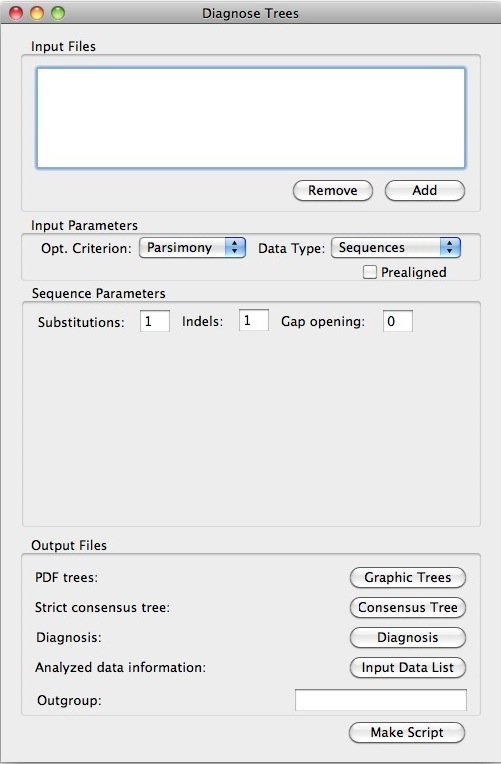 Diagnose Trees
Input Files
Remove Add
Input Parameters
Opt. Criterion: Parsimony Data Type: Sequences
Prealigned
Sequence Parameters
Substitutions: 1 Indels: 1 Gap opening: 0
Output Files
PDF trees: Graphic Trees
Strict consensus tree: Consensus Tree
Diagnosis: Diagnosis
Analyzed data information: Input Data List
Outgroup:
Make Script